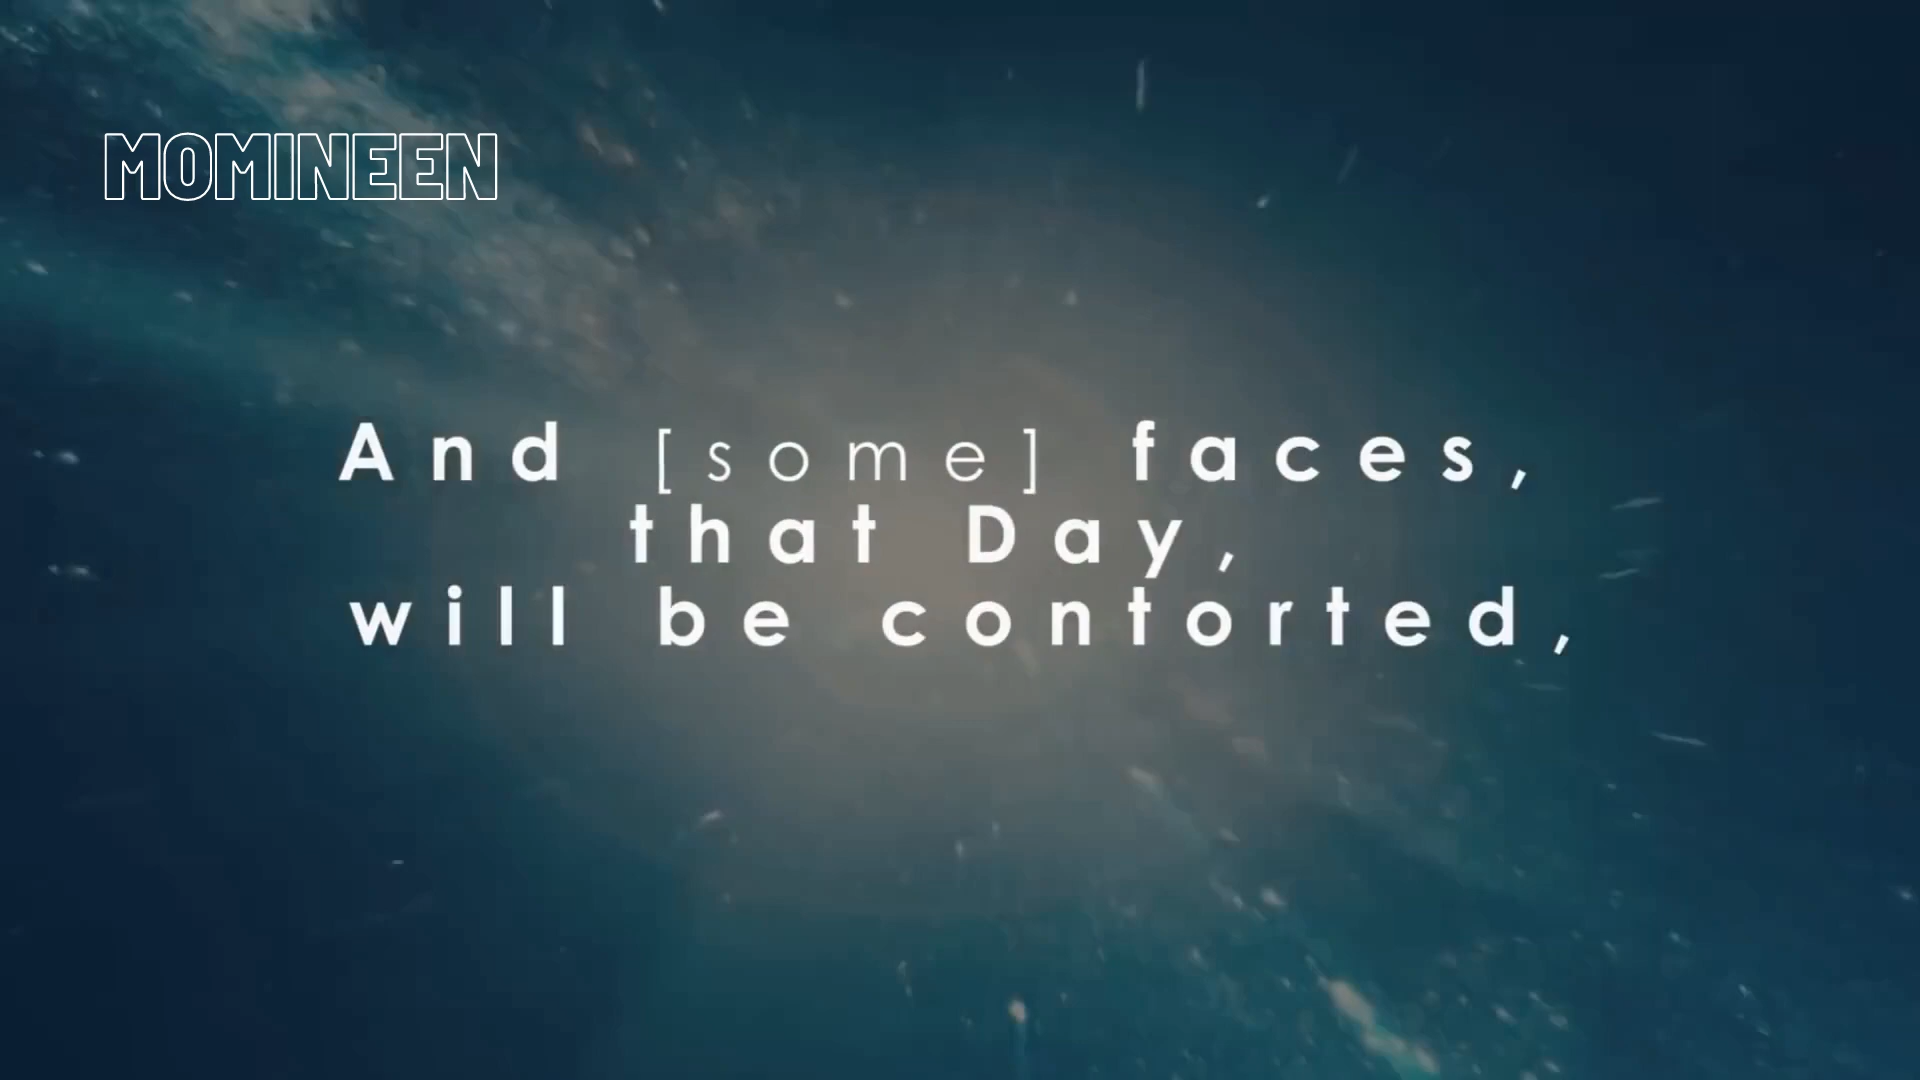 MOMINEEN
And [some] faces,
that Day,
will be contorted,